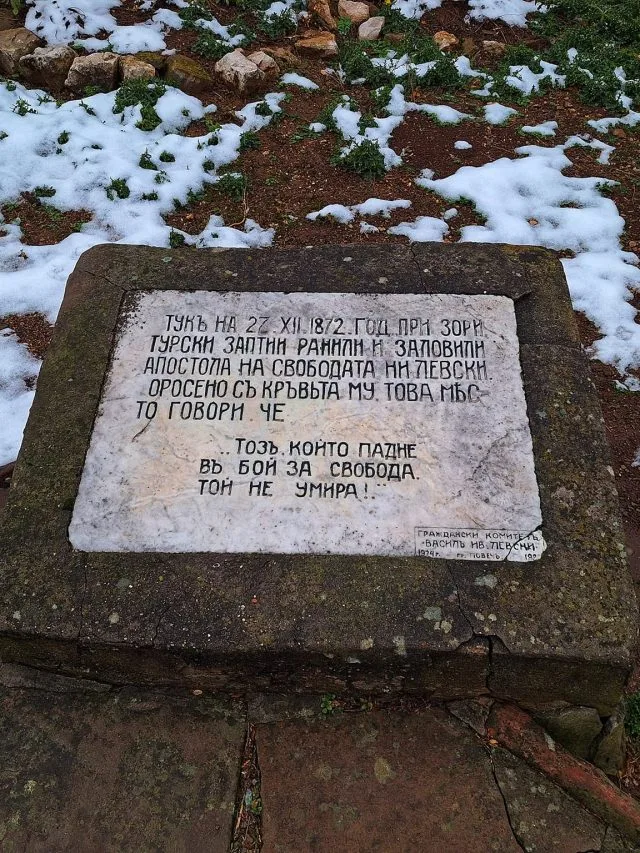 ТУКЪ НА 27. XII. 1872. ГОД. ПРИ ЗОРИ
ТУРСКИ ЗАПТИИ РАНИЛИ И ЗАЛОВИЛИ
АПОСТОЛА НА СВОБОДАТА НИ ЛЕВСКИ.
ОРОСЕНО СЪ КРЪВЬТА МУ, ТОВА МѢС-
ТО ГОВОРИ, ЧЕ
„ТОЗЪ, КОЙТО ПАДНЕ
ВЪ БОЙ ЗА СВОБОДА,
ТОЙ НЕ УМИРА!"
ГРАЖДАНСКИ КОМИТЕТЪ
„ВАСИЛЪ ИВ. ЛЕВСКИ"
гр. ЛОВЕЧЪ